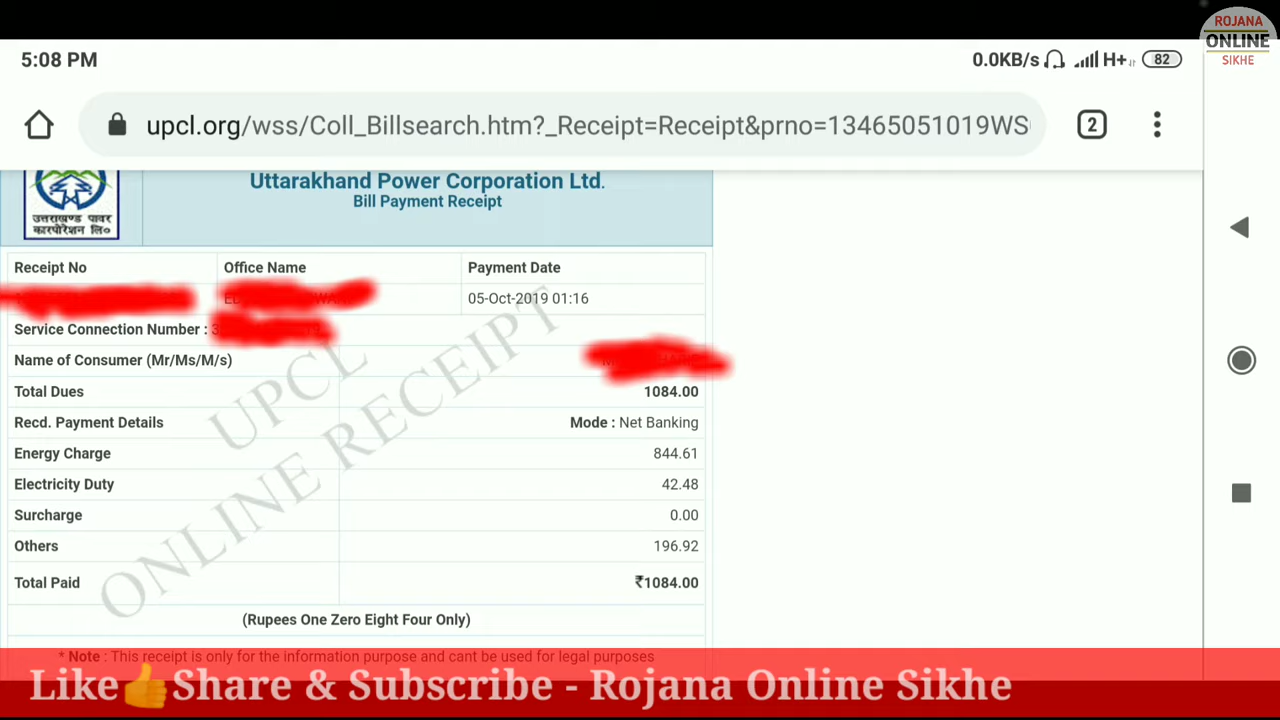 ROJANA
ONLINE
SIKHE
5:08 PM
0.0KB/s H+ 82
upcl.org/wss/Coll_Billsearch.htm?_Receipt=Receipt&prno=13465051019WS
2
उत्तराखण्ड पावर
कारपोरेशन लि०
Uttarakhand Power Corporation Ltd.
Bill Payment Receipt
Receipt No Office Name Payment Date
05-Oct-2019 01:16
Service Connection Number :
Name of Consumer (Mr/Ms/M/s)
Total Dues 1084.00
Recd. Payment Details Mode : Net Banking
Energy Charge 844.61
Electricity Duty 42.48
Surcharge 0.00
Others 196.92
Total Paid ₹1084.00
(Rupees One Zero Eight Four Only)
* Note : This receipt is only for the information purpose and cant be used for legal purposes
UPCL
ONLINE RECEIPT
Like👍Share & Subscribe - Rojana Online Sikhe